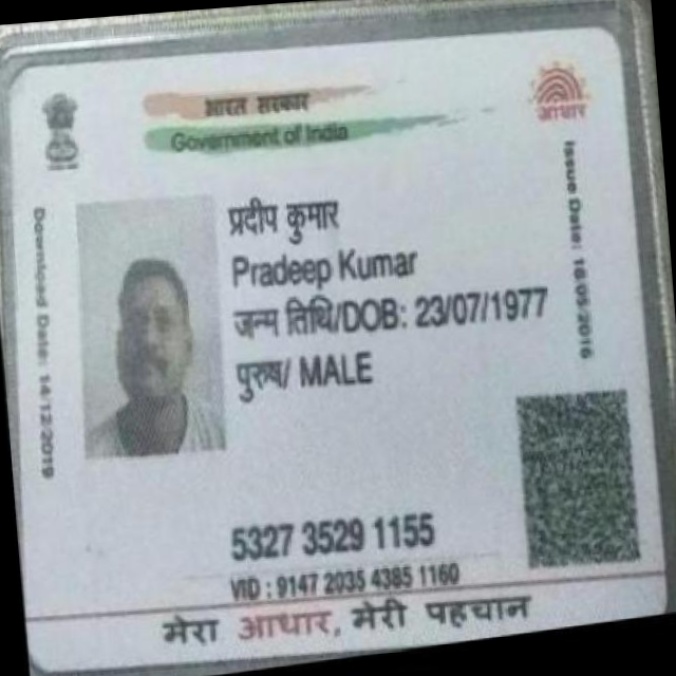 भारत सरकार
Government of India
आधार
Download Date: 14-12-2019
Issue Date: 16-05-2016
प्रदीप कुमार
Pradeep Kumar
जन्म तिथि/DOB: 23/07/1977
पुरुष/ MALE
5327 3529 1155
VID : 9147 2035 4385 1160
मेरा आधार, मेरी पहचान